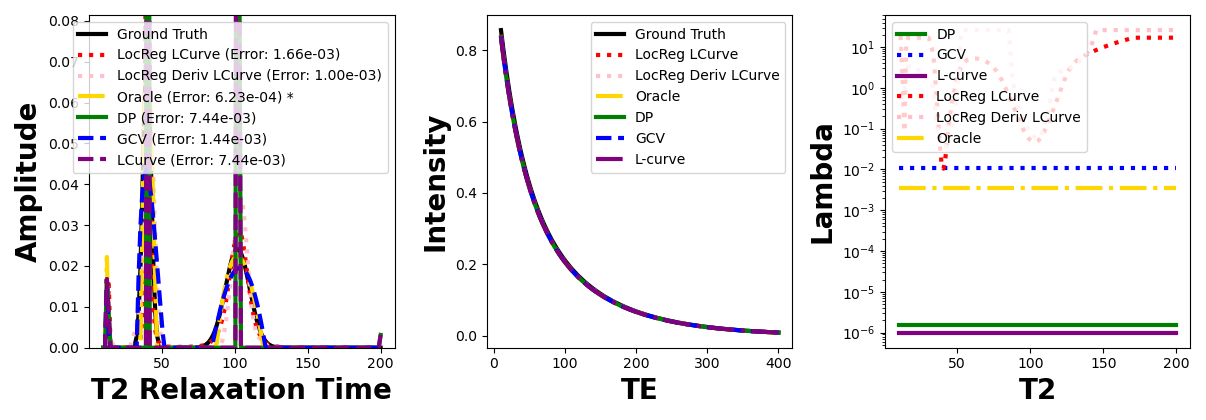 0.08
0.07
0.06
0.05
0.04
0.03
0.02
0.01
0.00
Amplitude
Ground Truth
LocReg LCurve (Error: 1.66e-03)
LocReg Deriv LCurve (Error: 1.00e-03)
Oracle (Error: 6.23e-04) *
DP (Error: 7.44e-03)
GCV (Error: 1.44e-03)
LCurve (Error: 7.44e-03)
50 100 150 200
T2 Relaxation Time
0.8
0.6
0.4
0.2
0.0
Intensity
Ground Truth
LocReg LCurve
LocReg Deriv LCurve
Oracle
DP
GCV
L-curve
0 100 200 300 400
TE
10¹
10⁰
10⁻¹
10⁻²
10⁻³
10⁻⁴
10⁻⁵
10⁻⁶
Lambda
DP
GCV
L-curve
LocReg LCurve
LocReg Deriv LCurve
Oracle
50 100 150 200
T2